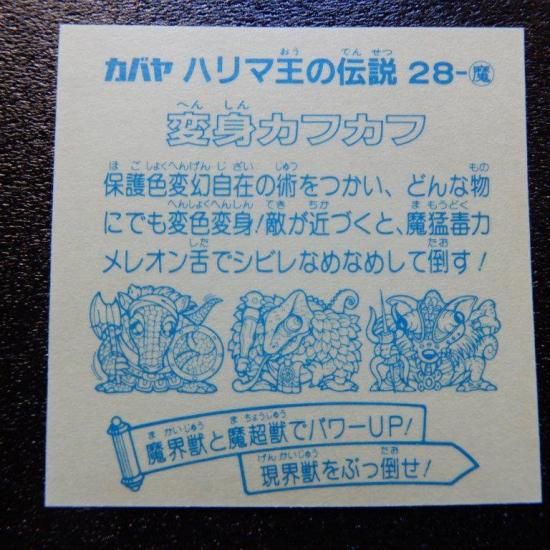 カバヤ ハリマ王の伝説 28-魔
変身カフカフ
保護色変幻自在の術をつかい、どんな物
にでも変色変身!敵が近づくと、魔猛毒力
メレオン舌でシビレなめなめして倒す!
魔界獣と魔超獣でパワーUP!
現界獣をぶっ倒せ!